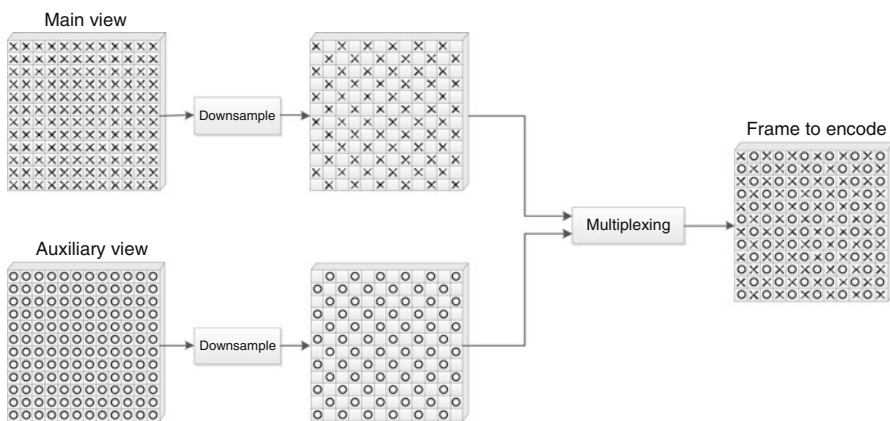 Main view
Downsample
Frame to encode
Multiplexing
Auxiliary view
Downsample